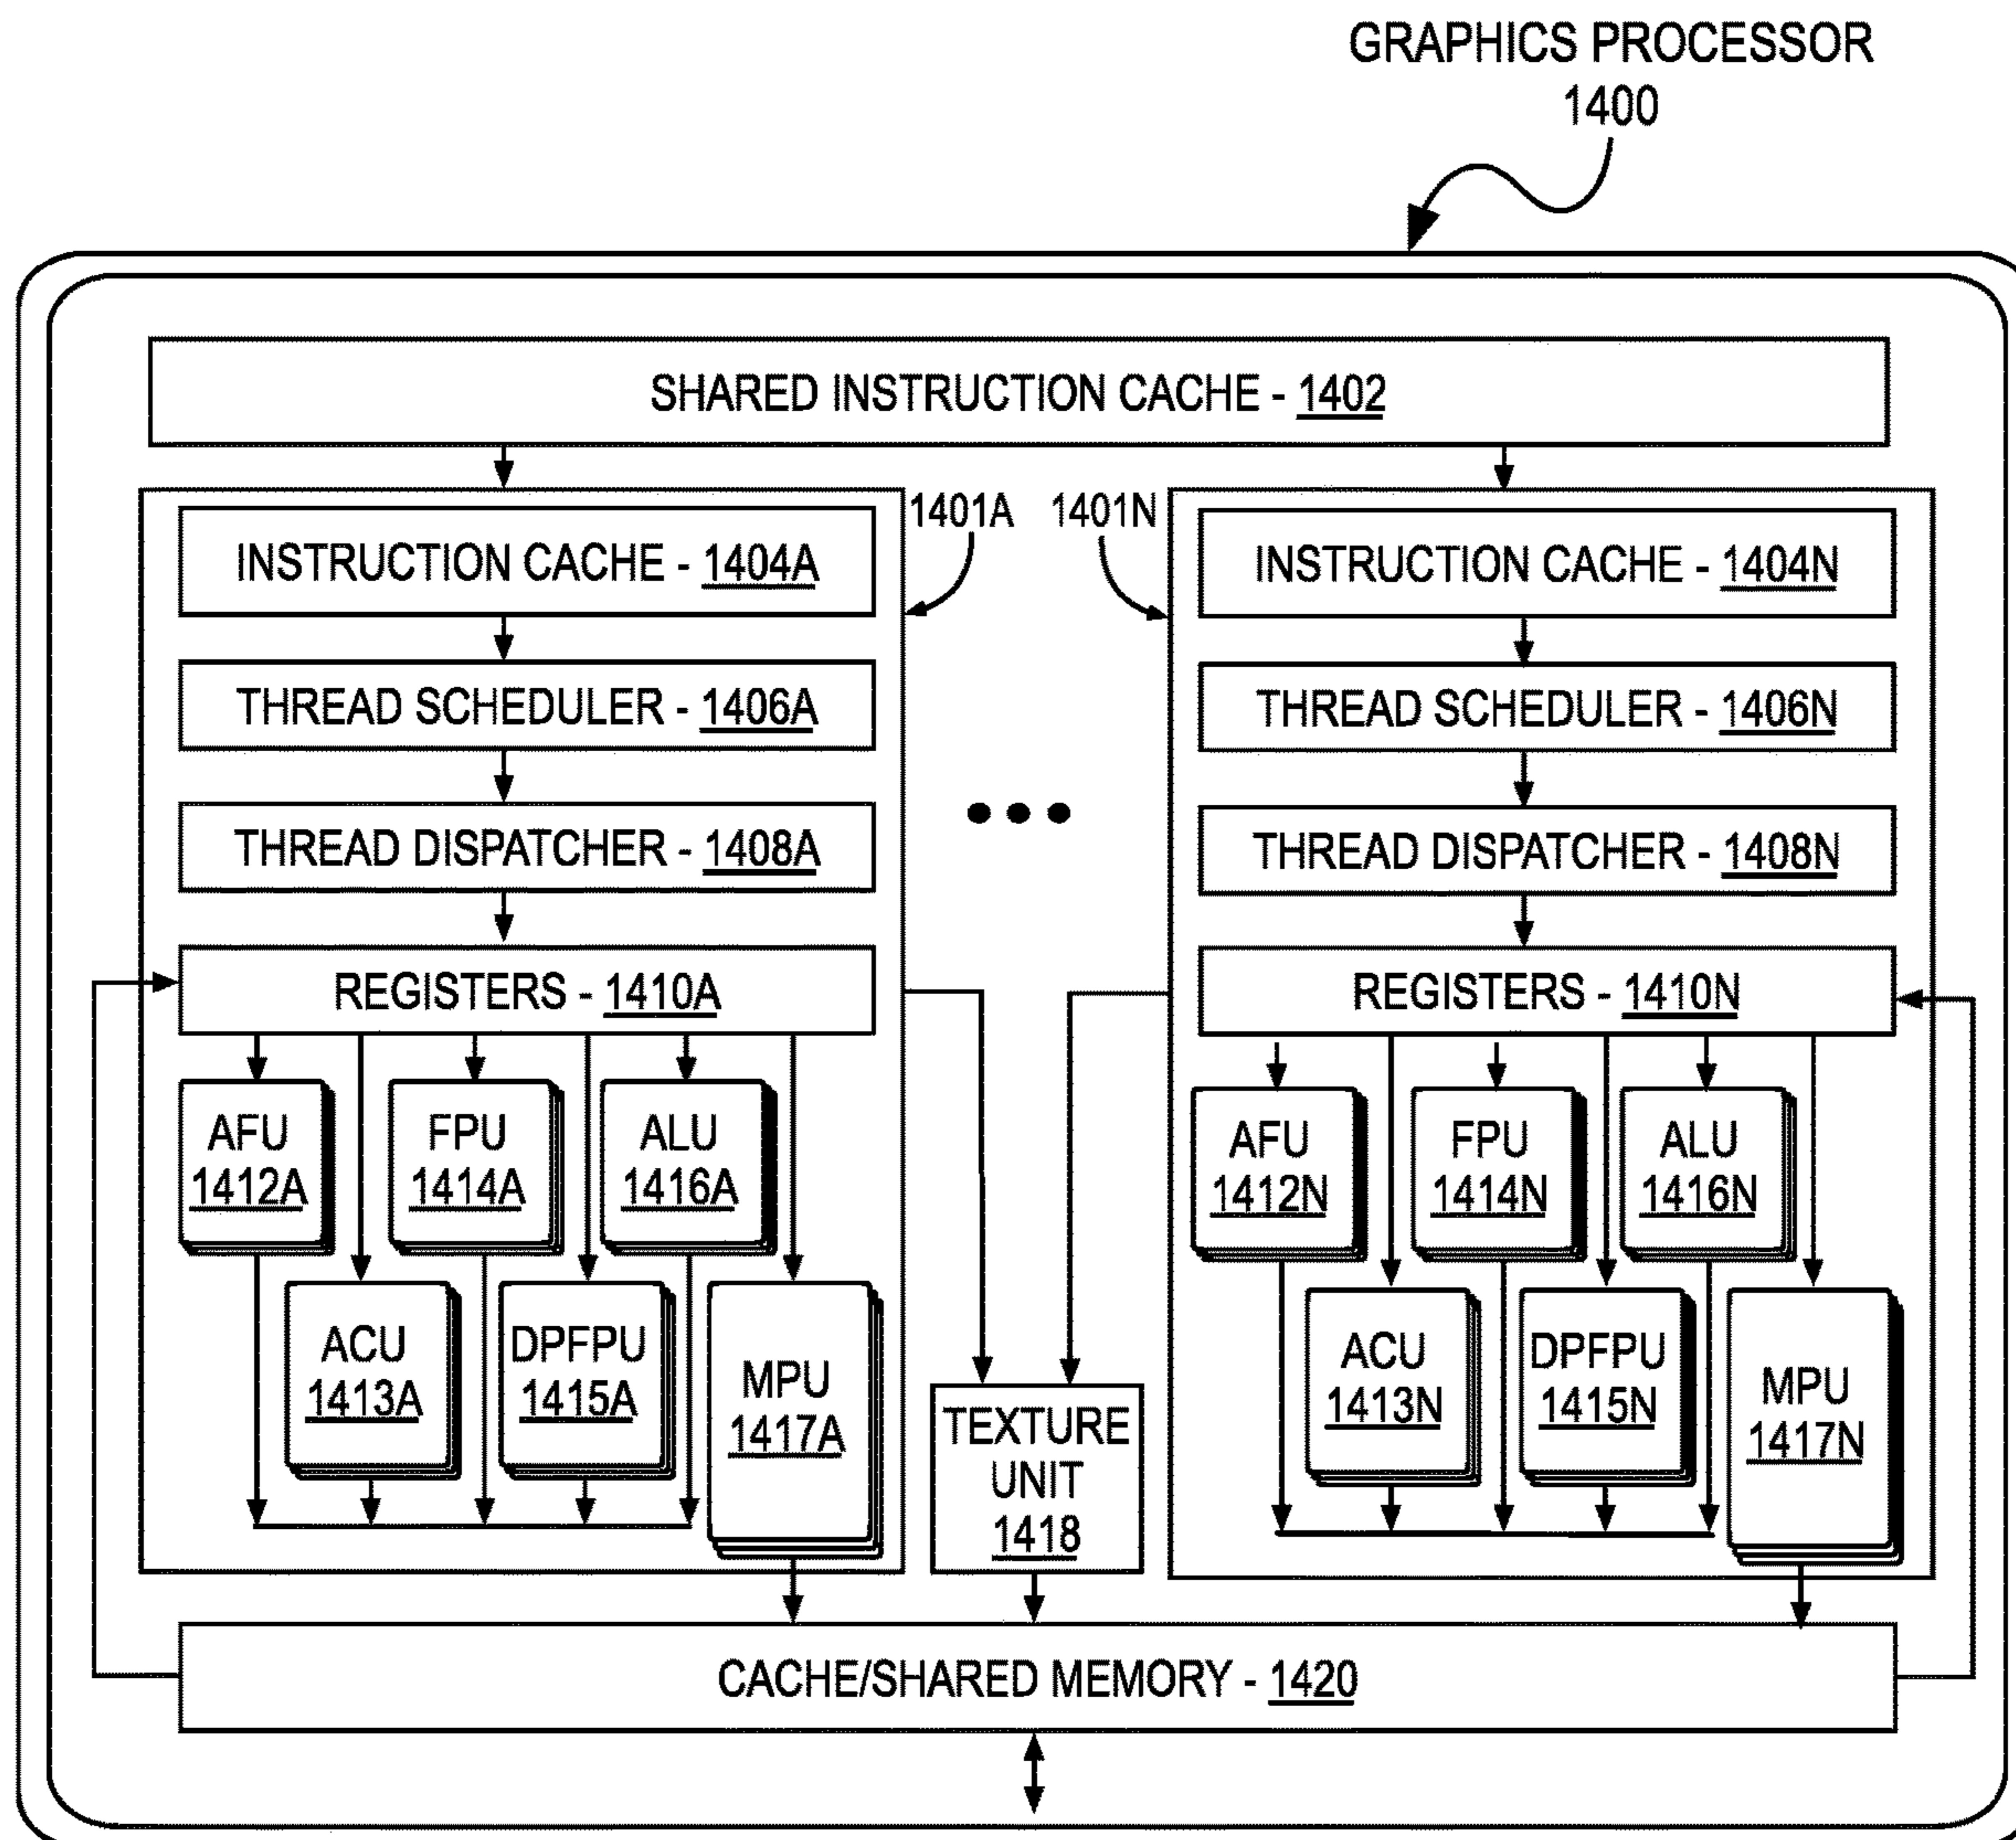 GRAPHICS PROCESSOR
1400
SHARED INSTRUCTION CACHE - 1402
1401A
1401N
INSTRUCTION CACHE - 1404A
THREAD SCHEDULER - 1406A
THREAD DISPATCHER - 1408A
REGISTERS - 1410A
AFU
1412A
FPU
1414A
ALU
1416A
ACU
1413A
DPFPU
1415A
MPU
1417A
TEXTURE
UNIT
1418
INSTRUCTION CACHE - 1404N
THREAD SCHEDULER - 1406N
THREAD DISPATCHER - 1408N
REGISTERS - 1410N
AFU
1412N
FPU
1414N
ALU
1416N
ACU
1413N
DPFPU
1415N
MPU
1417N
CACHE/SHARED MEMORY - 1420